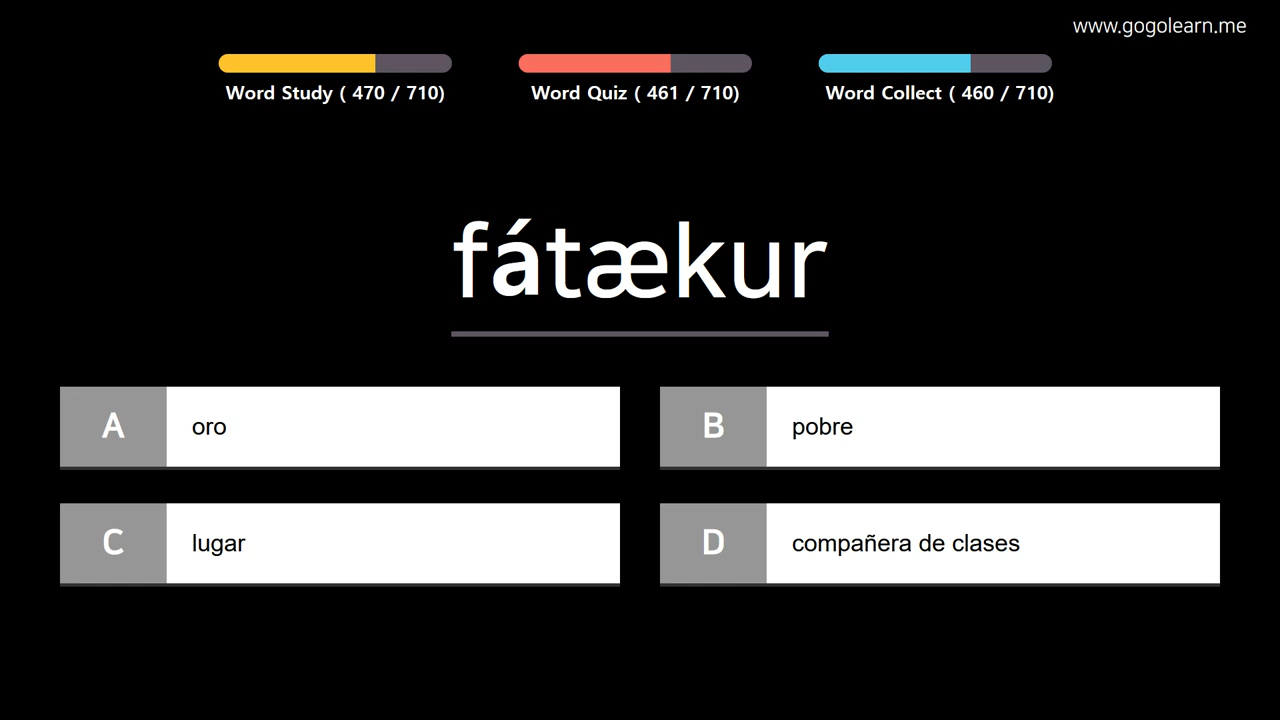 www.gogolearn.me
Word Study ( 470 / 710)
Word Quiz ( 461 / 710)
Word Collect ( 460 / 710)
fátækur
A oro
B pobre
C lugar
D compañera de clases